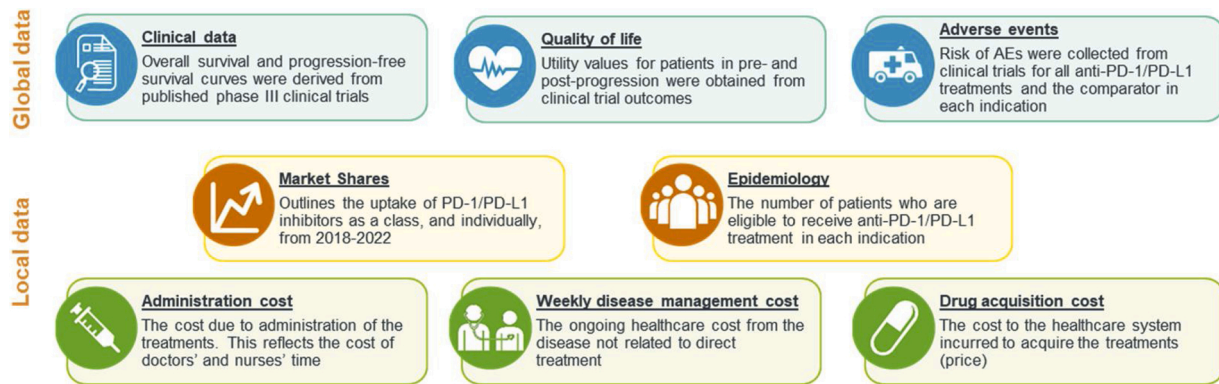 Global data
Clinical data
Overall survival and progression-free
survival curves were derived from
published phase III clinical trials
Quality of life
Utility values for patients in pre- and
post-progression were obtained from
clinical trial outcomes
Adverse events
Risk of AEs were collected from
clinical trials for all anti-PD-1/PD-L1
treatments and the comparator in
each indication
Local data
Market Shares
Outlines the uptake of PD-1/PD-L1
inhibitors as a class, and individually,
from 2018-2022
Epidemiology
The number of patients who are
eligible to receive anti-PD-1/PD-L1
treatment in each indication
Administration cost
The cost due to administration of the
treatments. This reflects the cost of
doctors' and nurses' time
Weekly disease management cost
The ongoing healthcare cost from the
disease not related to direct
treatment
Drug acquisition cost
The cost to the healthcare system
incurred to acquire the treatments
(price)